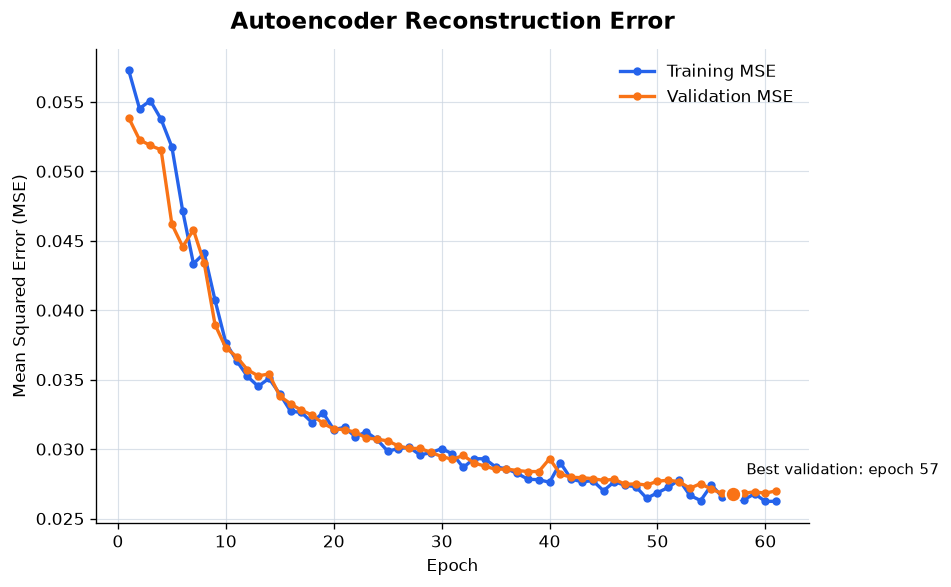 Autoencoder Reconstruction Error
Training MSE
Validation MSE
Mean Squared Error (MSE)
0.055
0.050
0.045
0.040
0.035
0.030
0.025
Best validation: epoch 57
0 10 20 30 40 50 60
Epoch